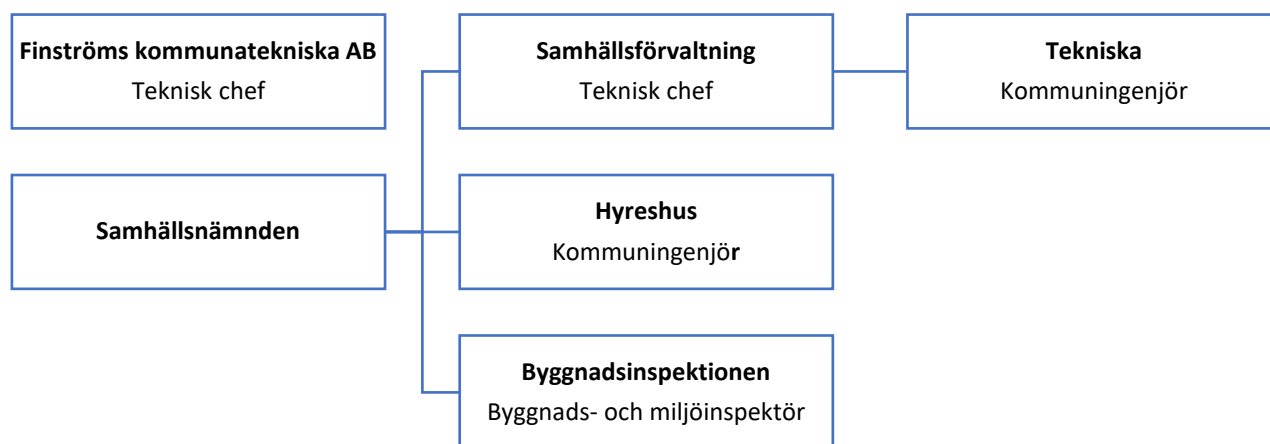 Finströms kommunatekniska AB
Teknisk chef
Samhällsförvaltning
Teknisk chef
Tekniska
Kommuningenjör
Samhällsnämnden
Hyreshus
Kommuningenjör
Byggnadsinspektionen
Byggnads- och miljöinspektör